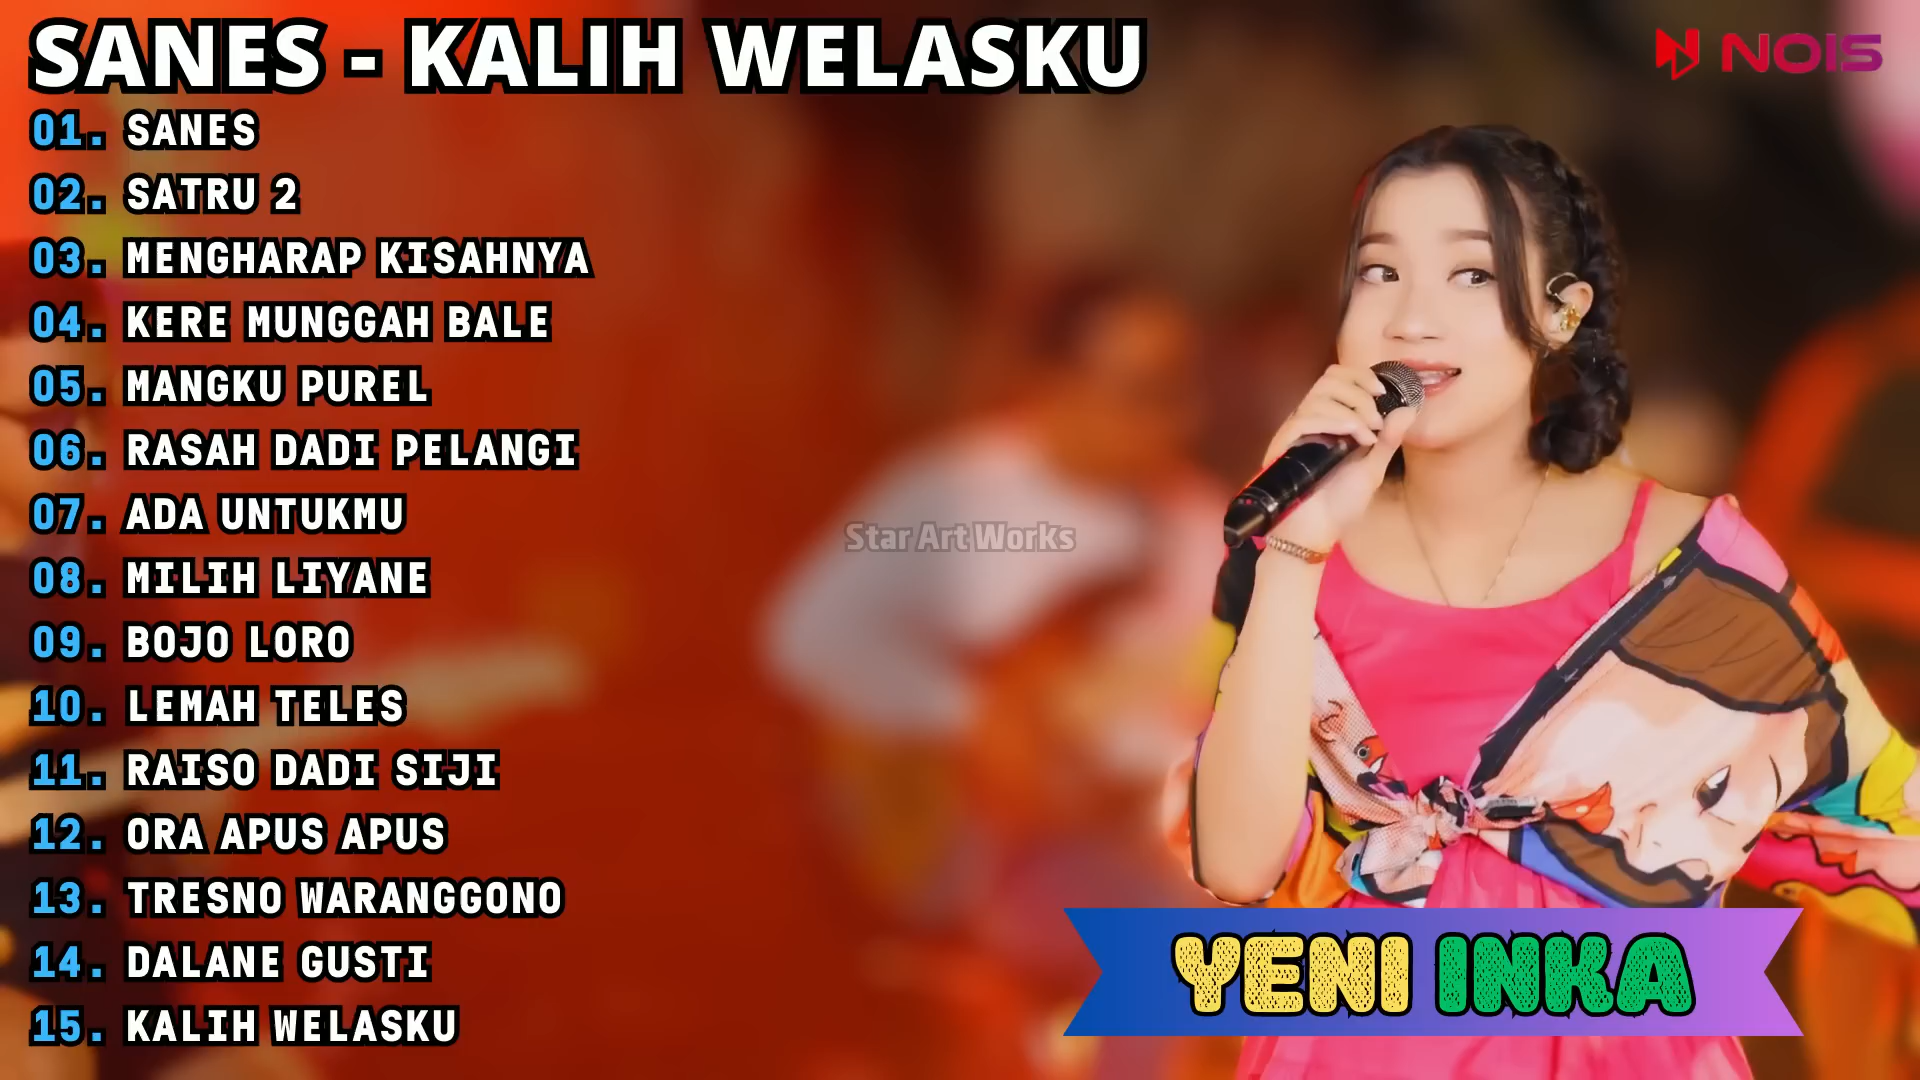 SANES - KALIH WELASKU
NOIS
01. SANES
02. SATRU 2
03. MENGHARAP KISAHNYA
04. KERE MUNGGAH BALE
05. MANGKU PUREL
06. RASAH DADI PELANGI
07. ADA UNTUKMU
08. MILIH LIYANE
09. BOJO LORO
10. LEMAH TELES
11. RAISO DADI SIJI
12. ORA APUS APUS
13. TRESNO WARANGGONO
14. DALANE GUSTI
15. KALIH WELASKU
Star Art Works
YENI INKA